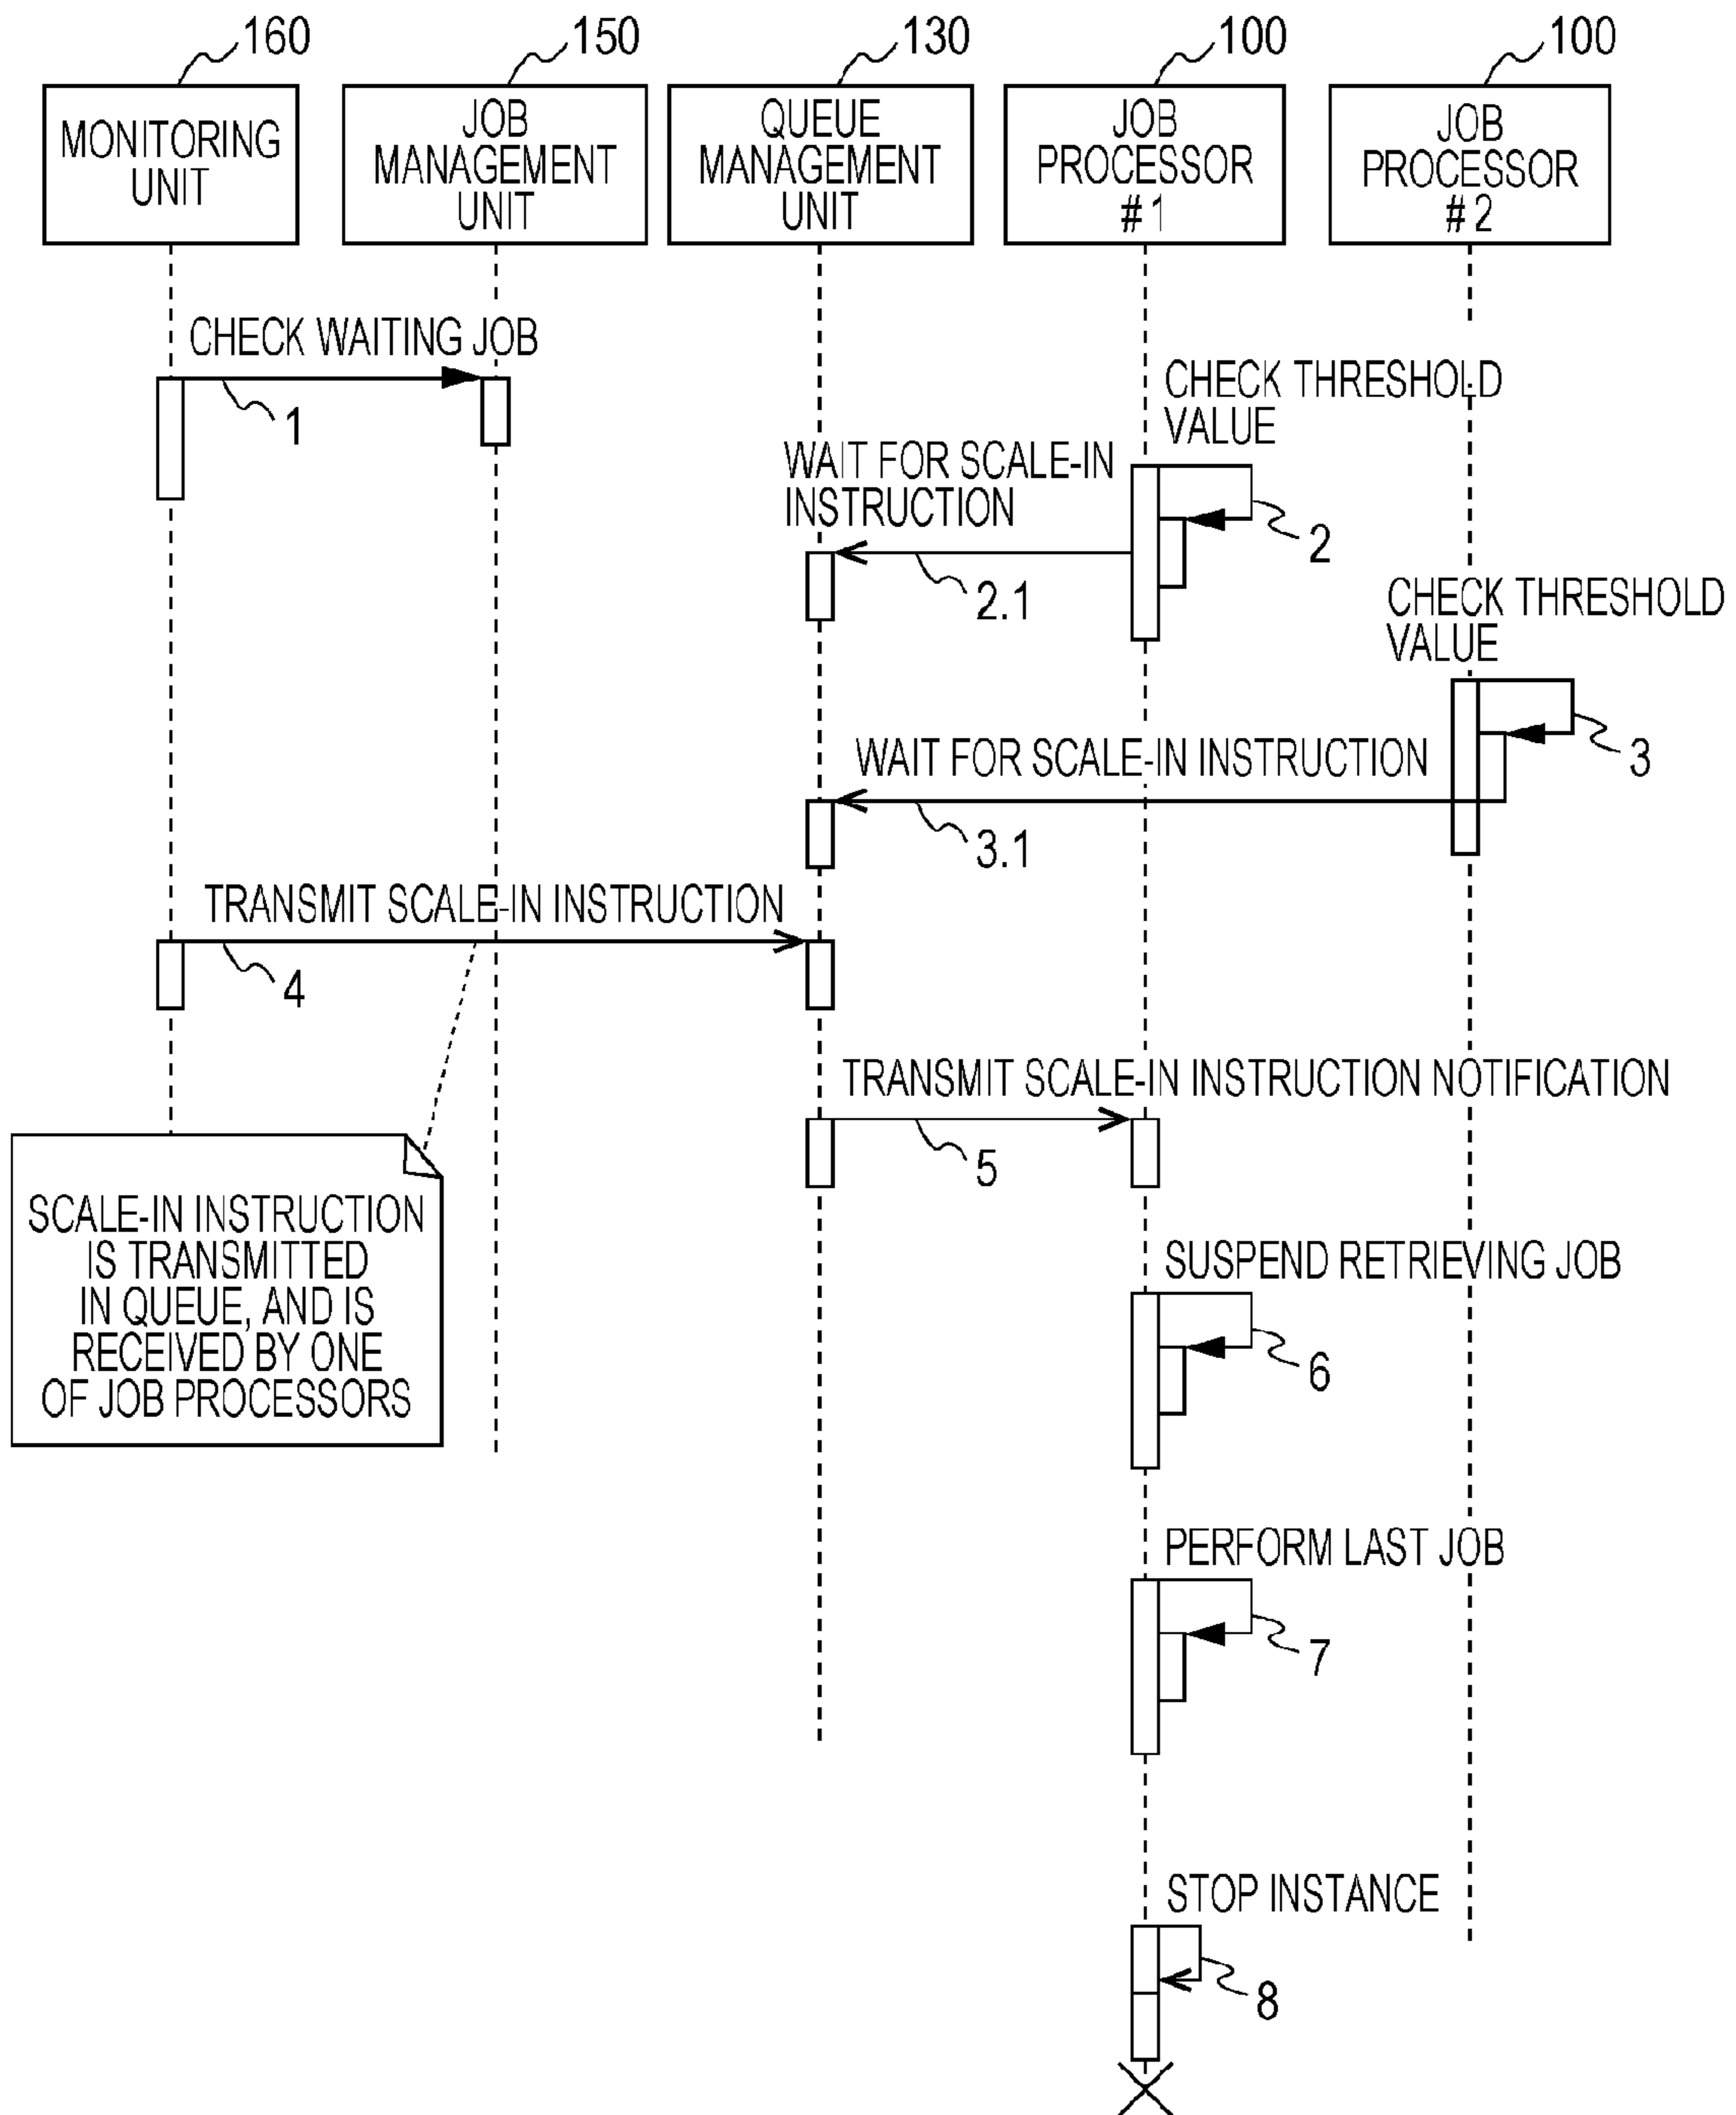 160
150
130
100
100
MONITORING
UNIT
JOB
MANAGEMENT
UNIT
QUEUE
MANAGEMENT
UNIT
JOB
PROCESSOR
#1
JOB
PROCESSOR
#2
CHECK WAITING JOB
1
CHECK THRESHOLD
VALUE
2
WAIT FOR SCALE-IN
INSTRUCTION
2.1
CHECK THRESHOLD
VALUE
3
WAIT FOR SCALE-IN INSTRUCTION
3.1
TRANSMIT SCALE-IN INSTRUCTION
4
TRANSMIT SCALE-IN INSTRUCTION NOTIFICATION
5
SCALE-IN INSTRUCTION
IS TRANSMITTED
IN QUEUE, AND IS
RECEIVED BY ONE
OF JOB PROCESSORS
SUSPEND RETRIEVING JOB
6
PERFORM LAST JOB
7
STOP INSTANCE
8